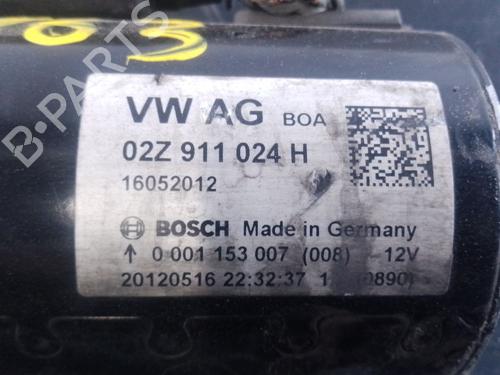 VW AG BOA
02Z 911 024 H
16052012
BOSCH Made in Germany
↑ 0 001 153 007 (008) 12V
20120516 22:32:37 0890)
B-PARTS